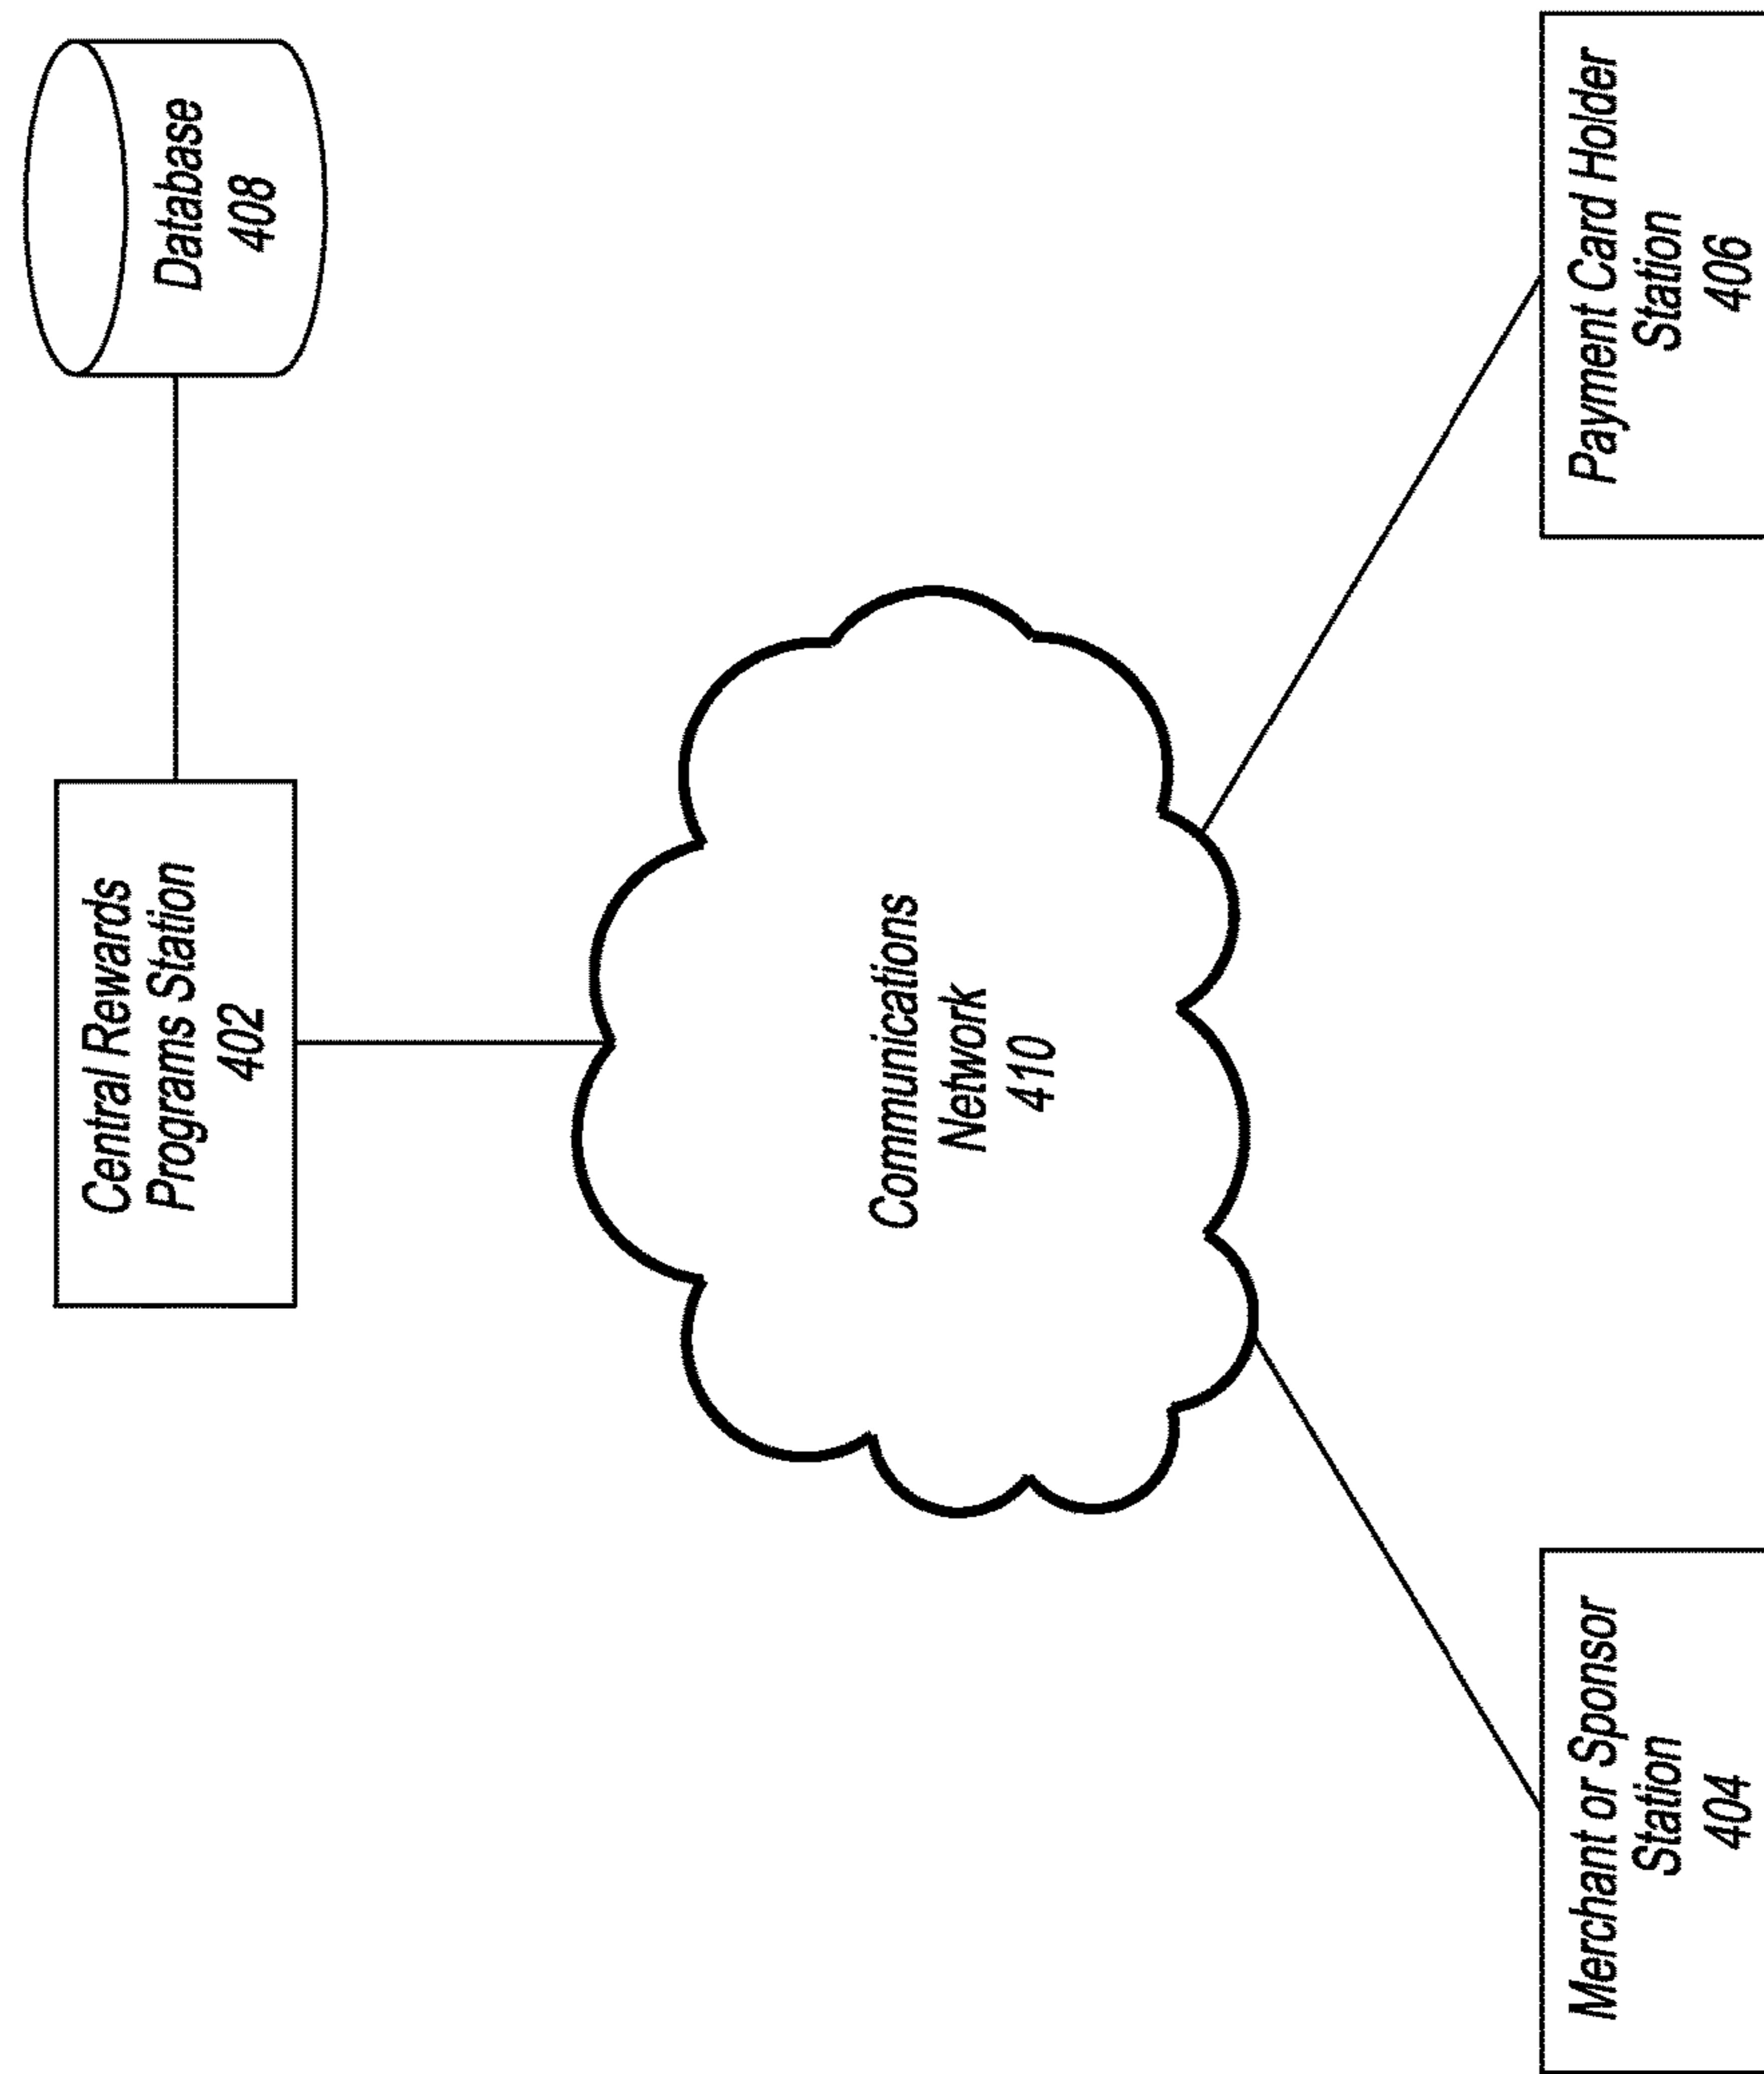 Central Rewards
Programs Station
402
Database
408
Communications
Network
410
Merchant or Sponsor
Station
404
Payment Card Holder
Station
406